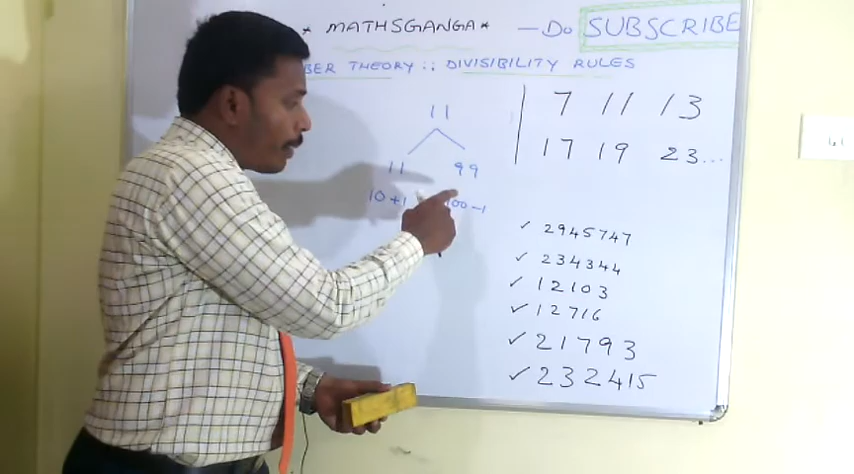 * MATHSGANGA* — Do SUBSCRIBE
BER THEORY :: DIVISIBILITY RULES
11
11 99
10+1 100-1
7 11 13
17 19 23...
✓ 2945747
✓ 234344
✓ 12103
✓ 12716
✓ 21793
✓ 232415